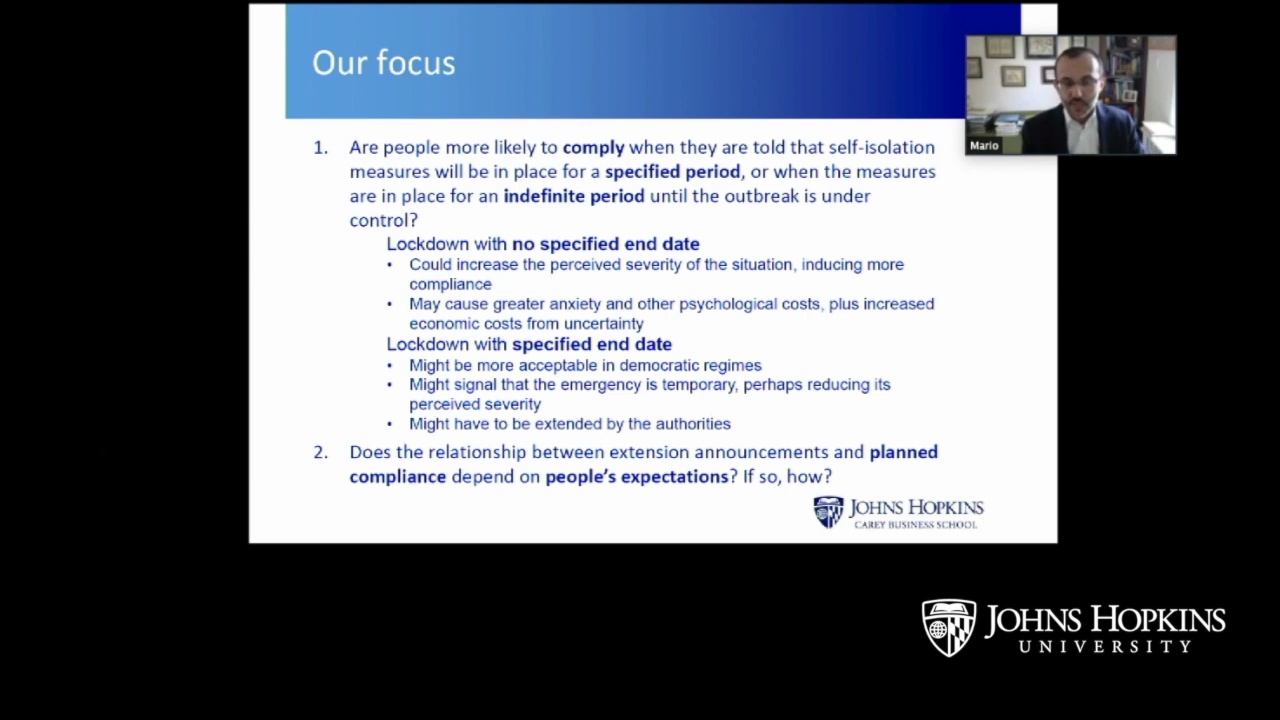 Our focus
Mario
1. Are people more likely to comply when they are told that self-isolation
measures will be in place for a specified period, or when the measures
are in place for an indefinite period until the outbreak is under
control?
Lockdown with no specified end date
• Could increase the perceived severity of the situation, inducing more
compliance
• May cause greater anxiety and other psychological costs, plus increased
economic costs from uncertainty
Lockdown with specified end date
• Might be more acceptable in democratic regimes
• Might signal that the emergency is temporary, perhaps reducing its
perceived severity
• Might have to be extended by the authorities
2. Does the relationship between extension announcements and planned
compliance depend on people’s expectations? If so, how?
JOHNS HOPKINS
CAREY BUSINESS SCHOOL
JOHNS HOPKINS
UNIVERSITY